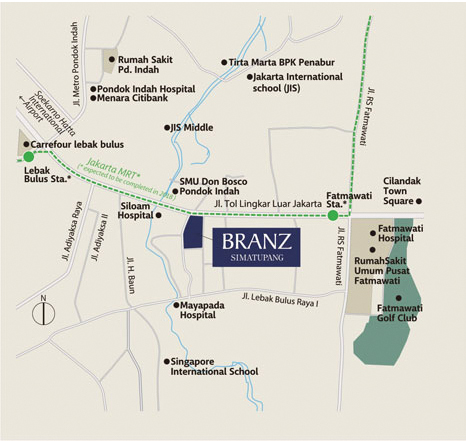 Jl. Metro Pondok Indah
Rumah Sakit
Pd. Indah
Tirta Marta BPK Penabur
Jakarta International
school (JIS)
Pondok Indah Hospital
Menara Citibank
Soekarno Hatta
International
Airport
JIS Middle
Jl. RS Fatmawati
Carrefour lebak bulus
Jakarta MRT*
(* expected to be completed in 2018)
Lebak
Bulus Sta.*
SMU Don Bosco
Pondok Indah
Jl. Tol Lingkar Luar Jakarta
Fatmawati
Sta.*
Cilandak
Town
Square
Siloam
Hospital
Jl. Adiyaksa Raya
Jl. Adiyaksa II
Jl. H. Baun
BRANZ
SIMATUPANG
Jl. RS Fatmawati
Fatmawati
Hospital
RumahSakit
Umum Pusat
Fatmawati
Fatmawati
Golf Club
Jl. Lebak Bulus Raya I
N
Mayapada
Hospital
Singapore
International School